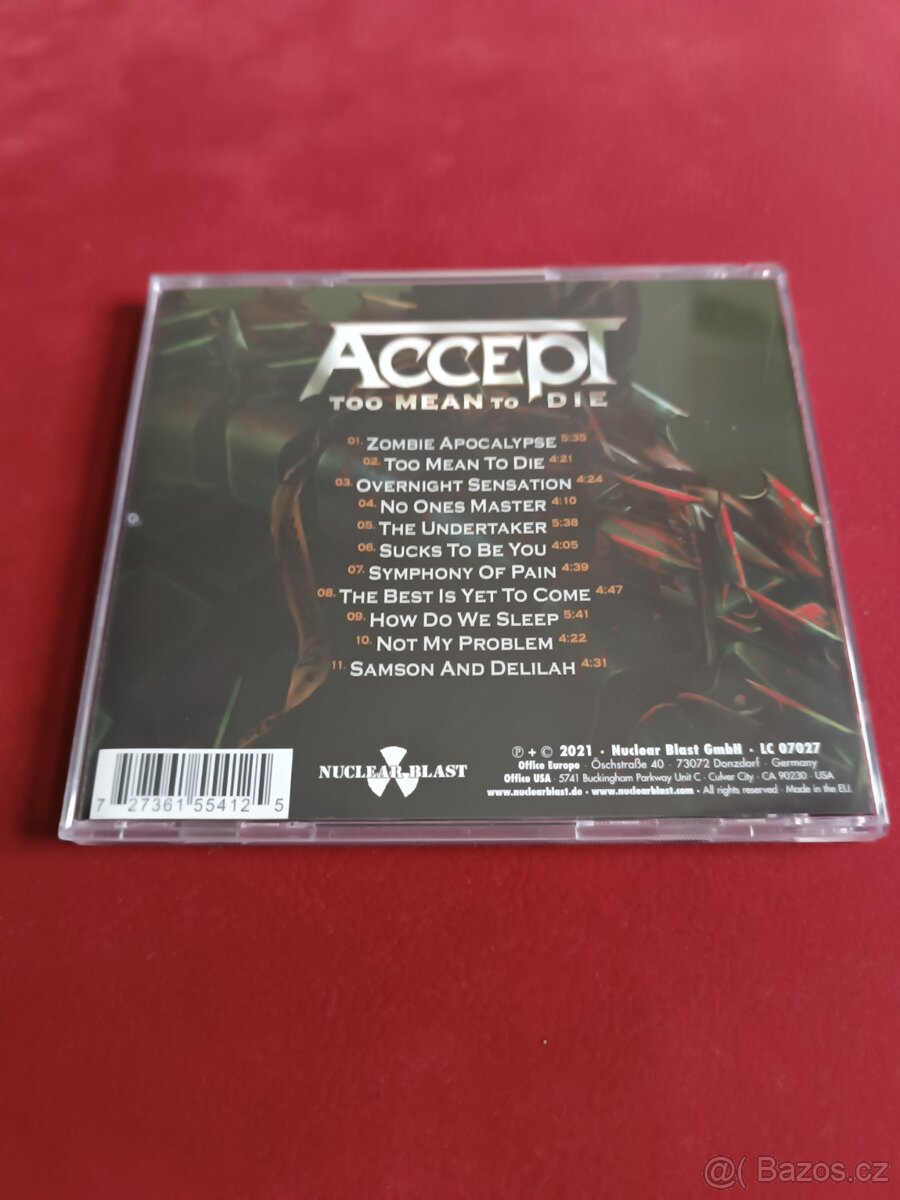 ACCEPT
TOO MEAN TO DIE
01. ZOMBIE APOCALYPSE 5:35
02. TOO MEAN TO DIE 4:21
03. OVERNIGHT SENSATION 4:24
04. NO ONES MASTER 4:10
05. THE UNDERTAKER 5:38
06. SUCKS TO BE YOU 4:05
07. SYMPHONY OF PAIN 4:39
08. THE BEST IS YET TO COME 4:47
09. HOW DO WE SLEEP 5:41
10. NOT MY PROBLEM 4:22
11. SAMSON AND DELILAH 4:31
7 27361 55412 5
NUCLEAR BLAST
℗ + © 2021 · Nuclear Blast GmbH · LC 07027
Office Europe · Öschstraße 40 · 73072 Donzdorf · Germany
Office USA · 5741 Buckingham Parkway Unit C · Culver City · CA 90230 · USA
www.nuclearblast.de · www.nuclearblast.com · All rights reserved · Made in the EU.
@( Bazos.cz